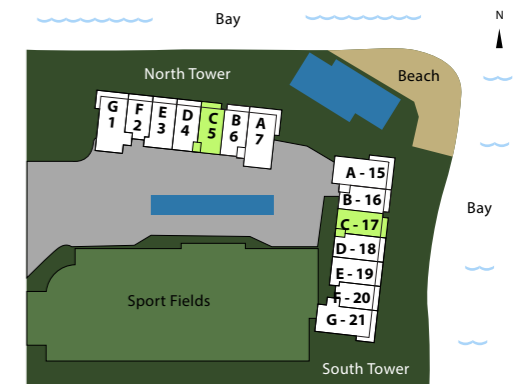 Bay
N
North Tower
Beach
G
1
F
2
E
3
D
4
C
5
B
6
A
7
A - 15
B - 16
C - 17
D - 18
E - 19
F - 20
G - 21
Bay
Sport Fields
South Tower